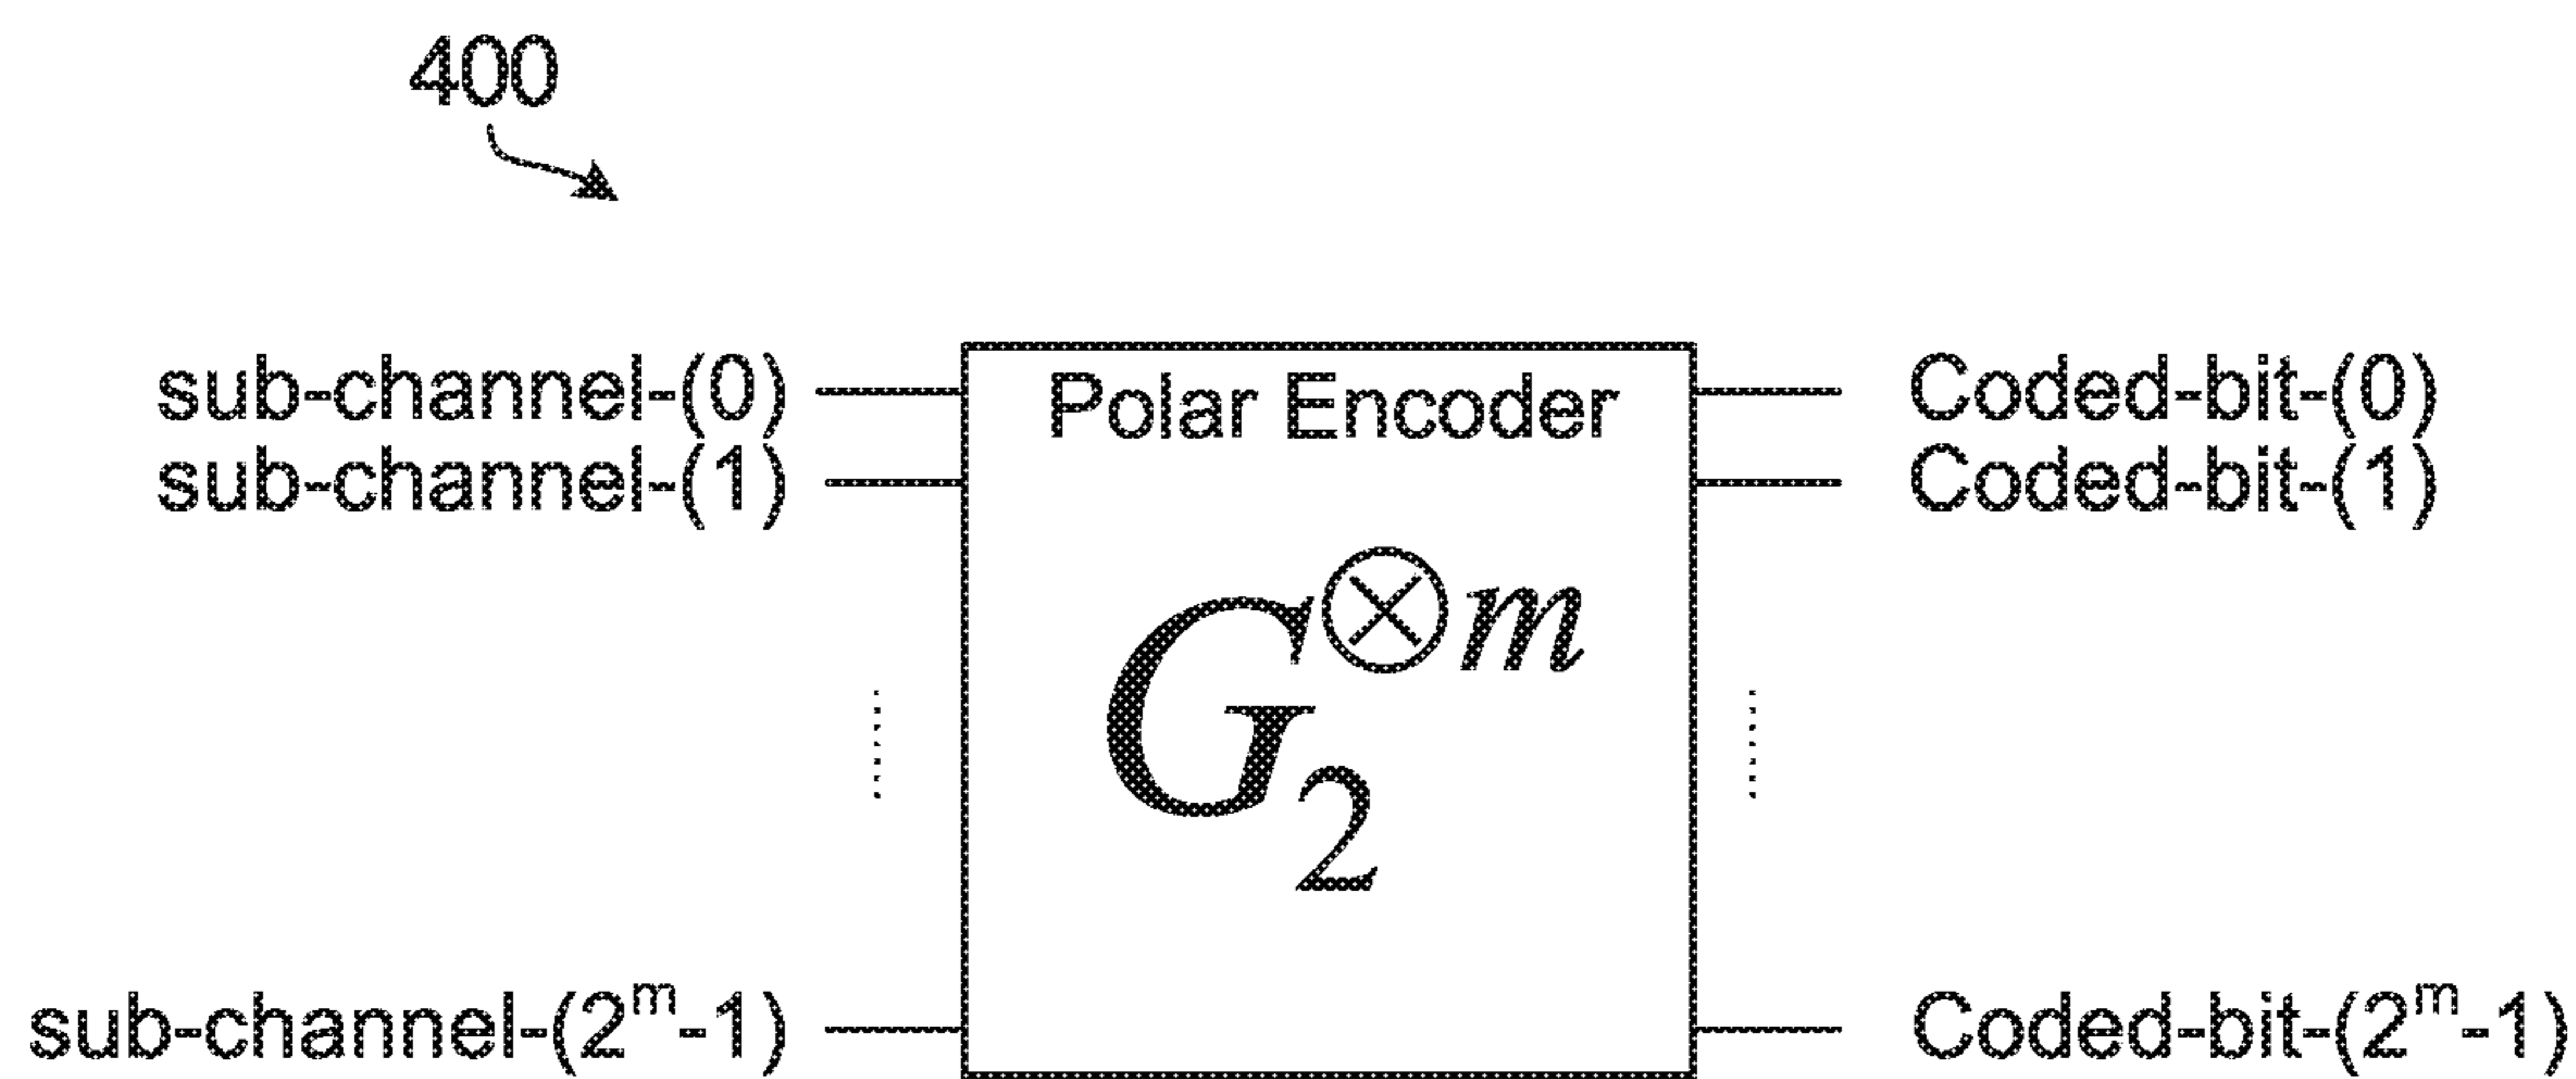 400
sub-channel-(0) Polar Encoder Coded-bit-(0)
sub-channel-(1) Coded-bit-(1)
G₂^{⊗m}
sub-channel-(2ᵐ-1) Coded-bit-(2ᵐ-1)